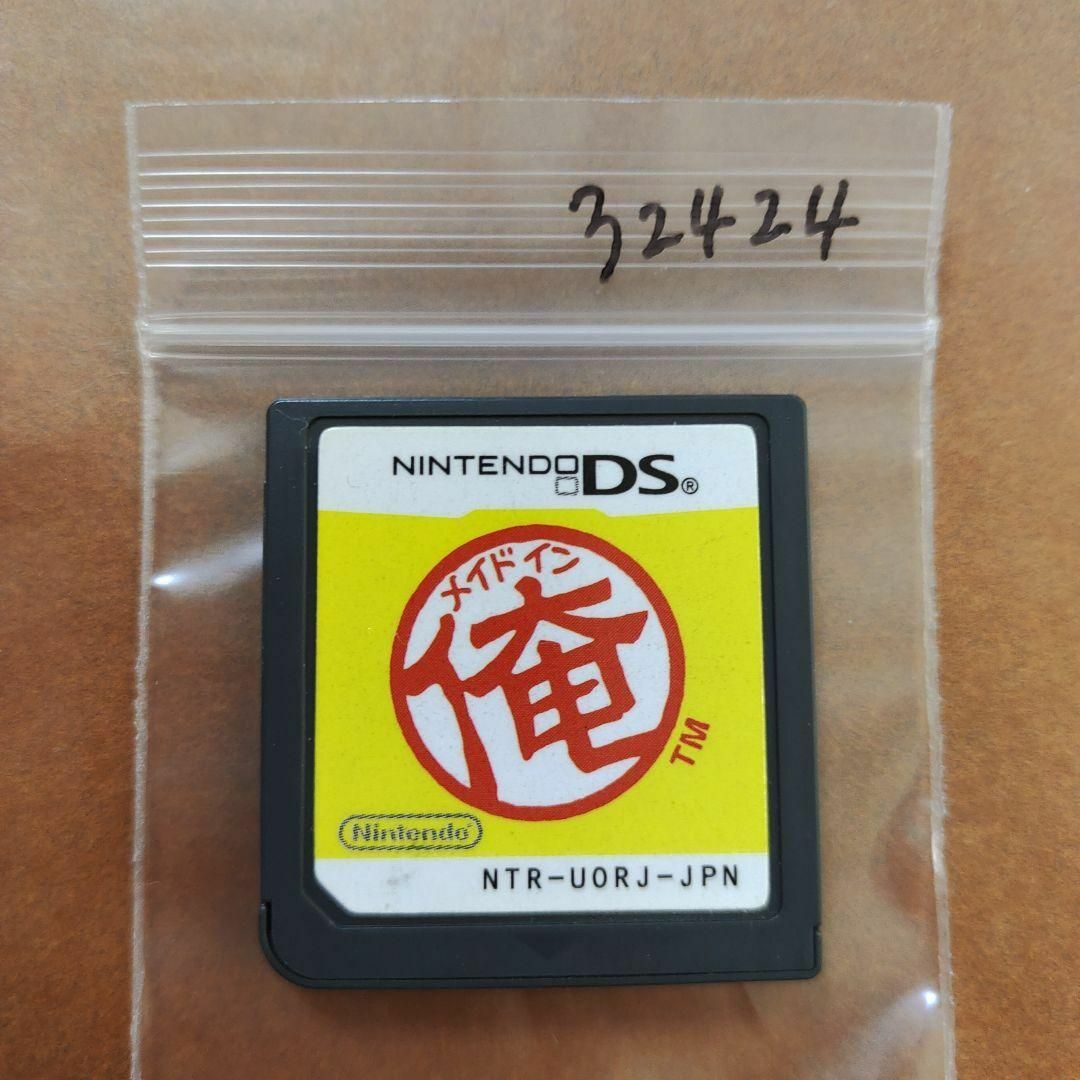 32424
NINTENDO DS®
メイド イン
俺
TM
Nintendo
NTR-UORJ-JPN